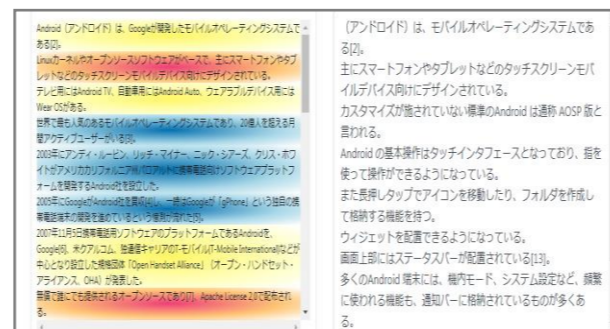 Android（アンドロイド）は、Googleが開発したモバイルオペレーティングシステムで
ある[2]。
Linuxカーネルやオープンソースソフトウェアがベースで、主にスマートフォンやタブ
レットなどのタッチスクリーンモバイルデバイス向けにデザインされている。
テレビ用にはAndroid TV、自動車用にはAndroid Auto、ウェアラブルデバイス用には
Wear OSがある。
世界で最も人気のあるモバイルオペレーティングシステムであり、20億人を超える月
間アクティブユーザーがいる[3]。
2003年にアンディ・ルービン、リッチ・マイナー、ニック・シアーズ、クリス・ホワ
イトがアメリカカリフォルニア州パロアルトに携帯電話向けソフトウェアプラットフ
ォームを開発するAndroid社を設立した。
2005年にGoogleがAndroid社を買収[4]し、一時はGoogleが「gPhone」という独自の携
帯電話端末の開発を進めているという憶測が流れた[5]。
2007年11月5日携帯電話用ソフトウェアのプラットフォームであるAndroidを、
Google[6]、米クアルコム、独通信キャリアのT-モバイル(T-Mobile International)などが
中心となり設立した規格団体「Open Handset Alliance」（オープン・ハンドセット・
アライアンス、OHA）が発表した。
無償で誰にでも提供されるオープンソースであり[7]、Apache License 2.0で配布され
る。
（アンドロイド）は、モバイルオペレーティングシステムであ
る[2]。
主にスマートフォンやタブレットなどのタッチスクリーンモバ
イルデバイス向けにデザインされている。
カスタマイズが施されていない標準のAndroid は通称 AOSP 版と
言われる。
Android の基本操作はタッチインタフェースとなっており、指を
使って操作ができるようになっている。
また長押しタップでアイコンを移動したり、フォルダを作成し
て格納する機能を持つ。
ウィジェットを配置できるようになっている。
画面上部にはステータスバーが配置されている[13]。
多くのAndroid 端末には、機内モード、システム設定など、頻繁
に使われる機能も、通知バーに格納されているものが多くあ
る。